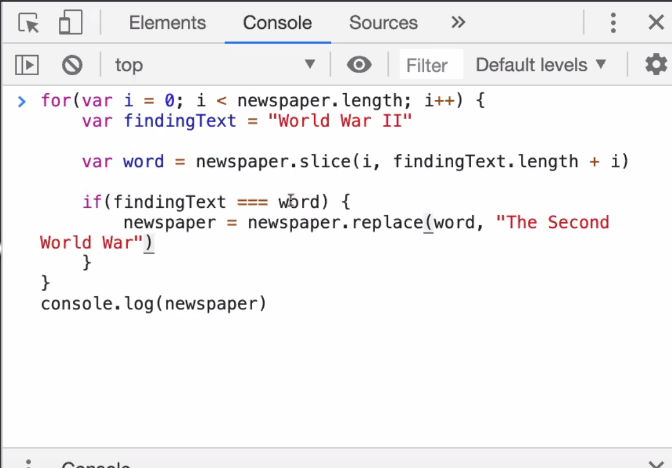 Elements Console Sources
top Filter Default levels
for(var i = 0; i < newspaper.length; i++) {
    var findingText = "World War II"
    var word = newspaper.slice(i, findingText.length + i)
    if(findingText === word) {
        newspaper = newspaper.replace(word, "The Second
World War")
    }
}
console.log(newspaper)
Console